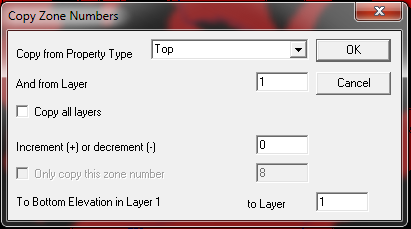 Copy Zone Numbers
Copy from Property Type Top OK
And from Layer 1 Cancel
Copy all layers
Increment (+) or decrement (-) 0
Only copy this zone number 8
To Bottom Elevation in Layer 1 to Layer 1